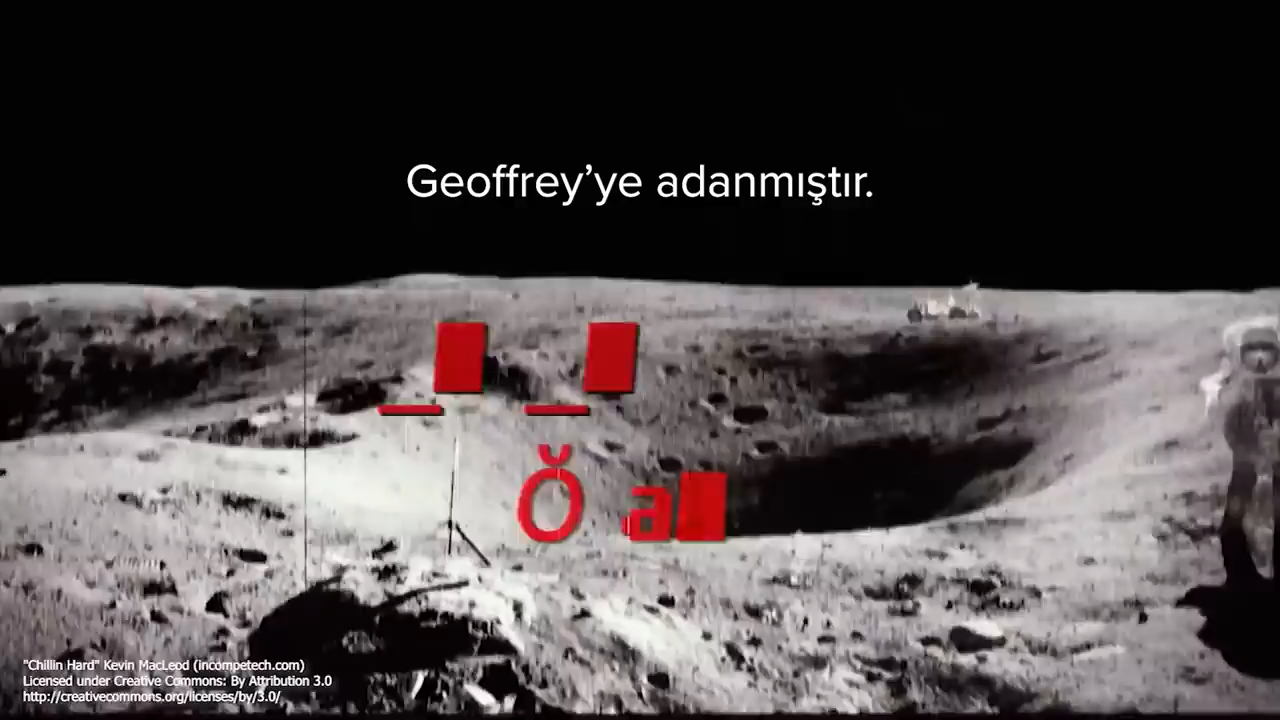 Geoffrey’ye adanmıştır.
Ŏ a
"Chillin Hard" Kevin MacLeod (incompetech.com)
Licensed under Creative Commons: By Attribution 3.0
http://creativecommons.org/licenses/by/3.0/